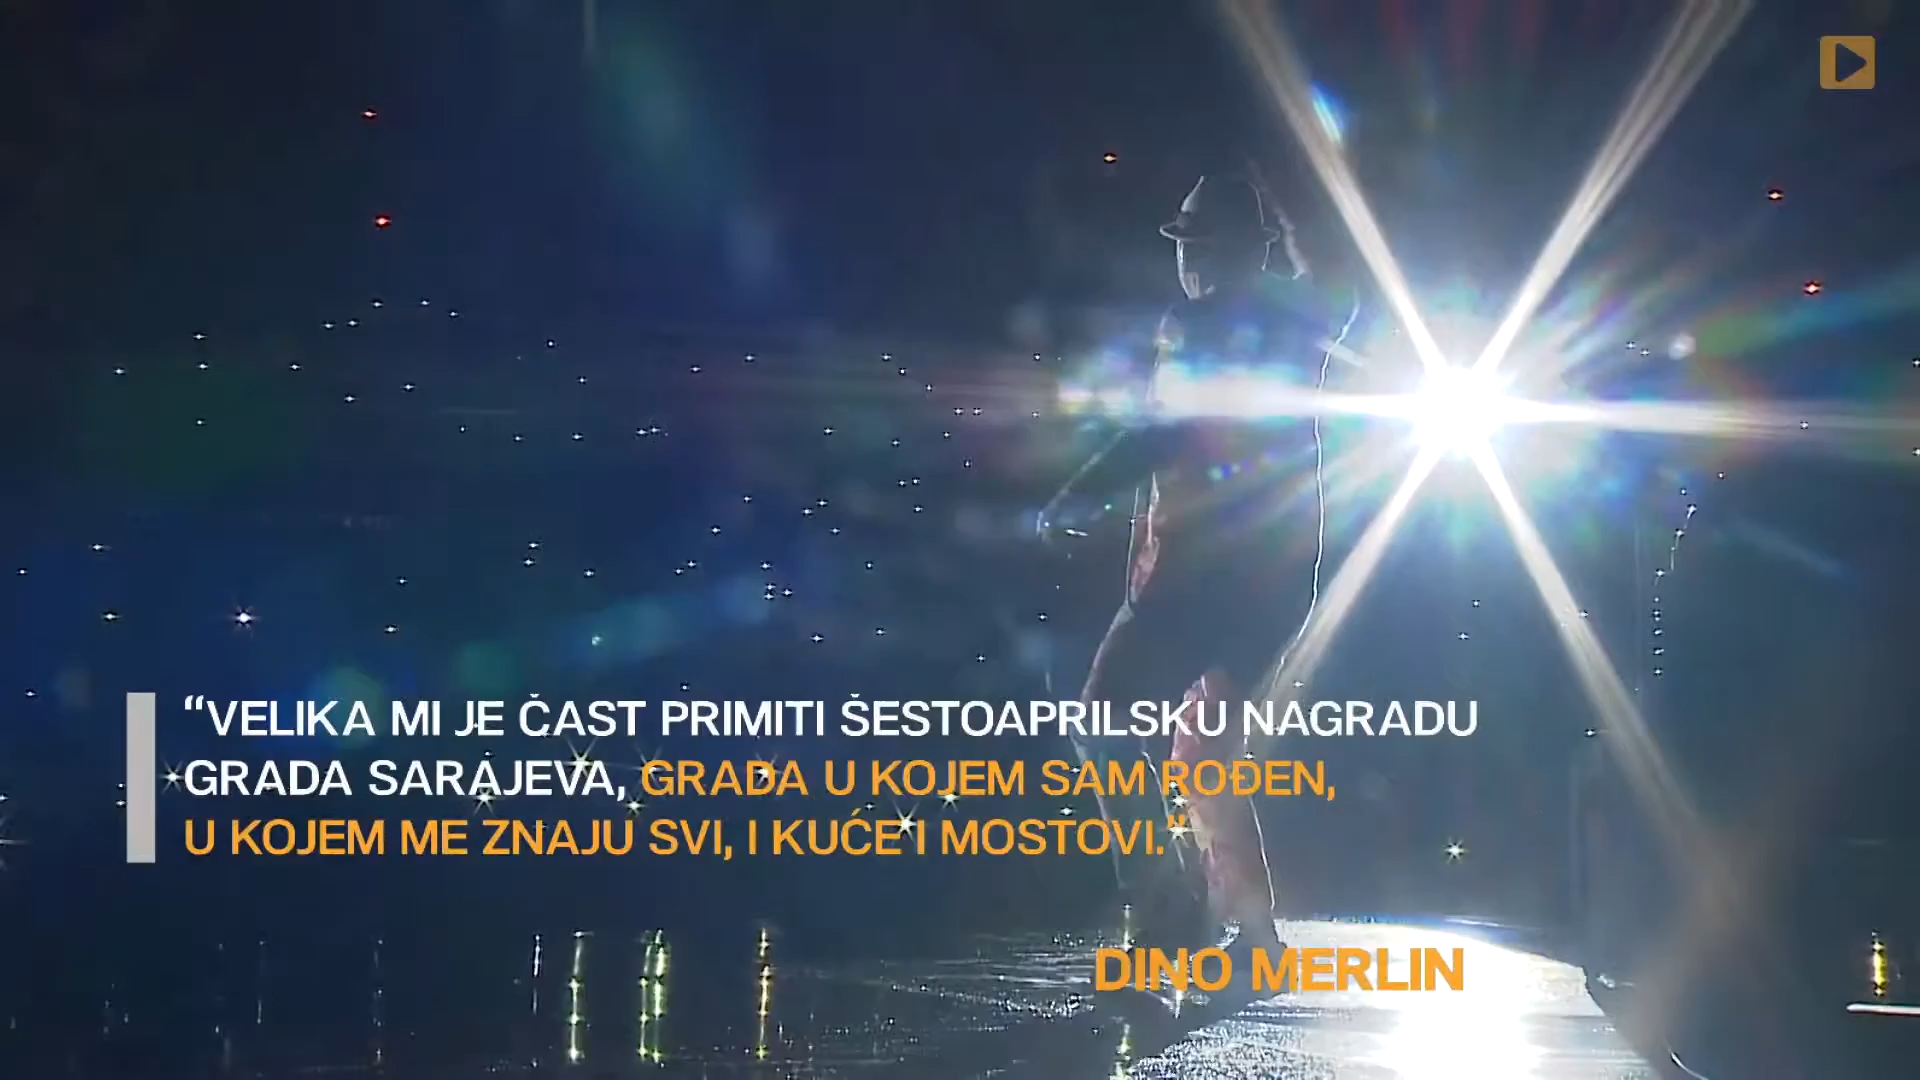 “VELIKA MI JE ČAST PRIMITI ŠESTOAPRILSKU NAGRADU
GRADA SARAJEVA, GRADA U KOJEM SAM ROĐEN,
U KOJEM ME ZNAJU SVI, I KUĆE I MOSTOVI.”
DINO MERLIN